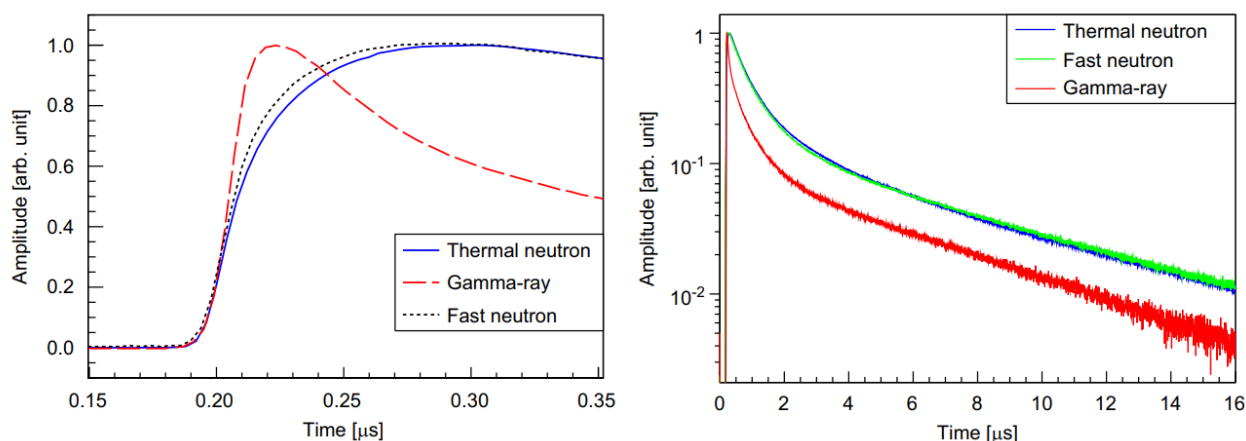 Amplitude [arb. unit]
1.0
0.8
0.6
0.4
0.2
0.0
Thermal neutron
Gamma-ray
Fast neutron
0.15 0.20 0.25 0.30 0.35
Time [μs]
Amplitude [arb. unit]
1
10-1
10-2
Thermal neutron
Fast neutron
Gamma-ray
0 2 4 6 8 10 12 14 16
Time [μs]